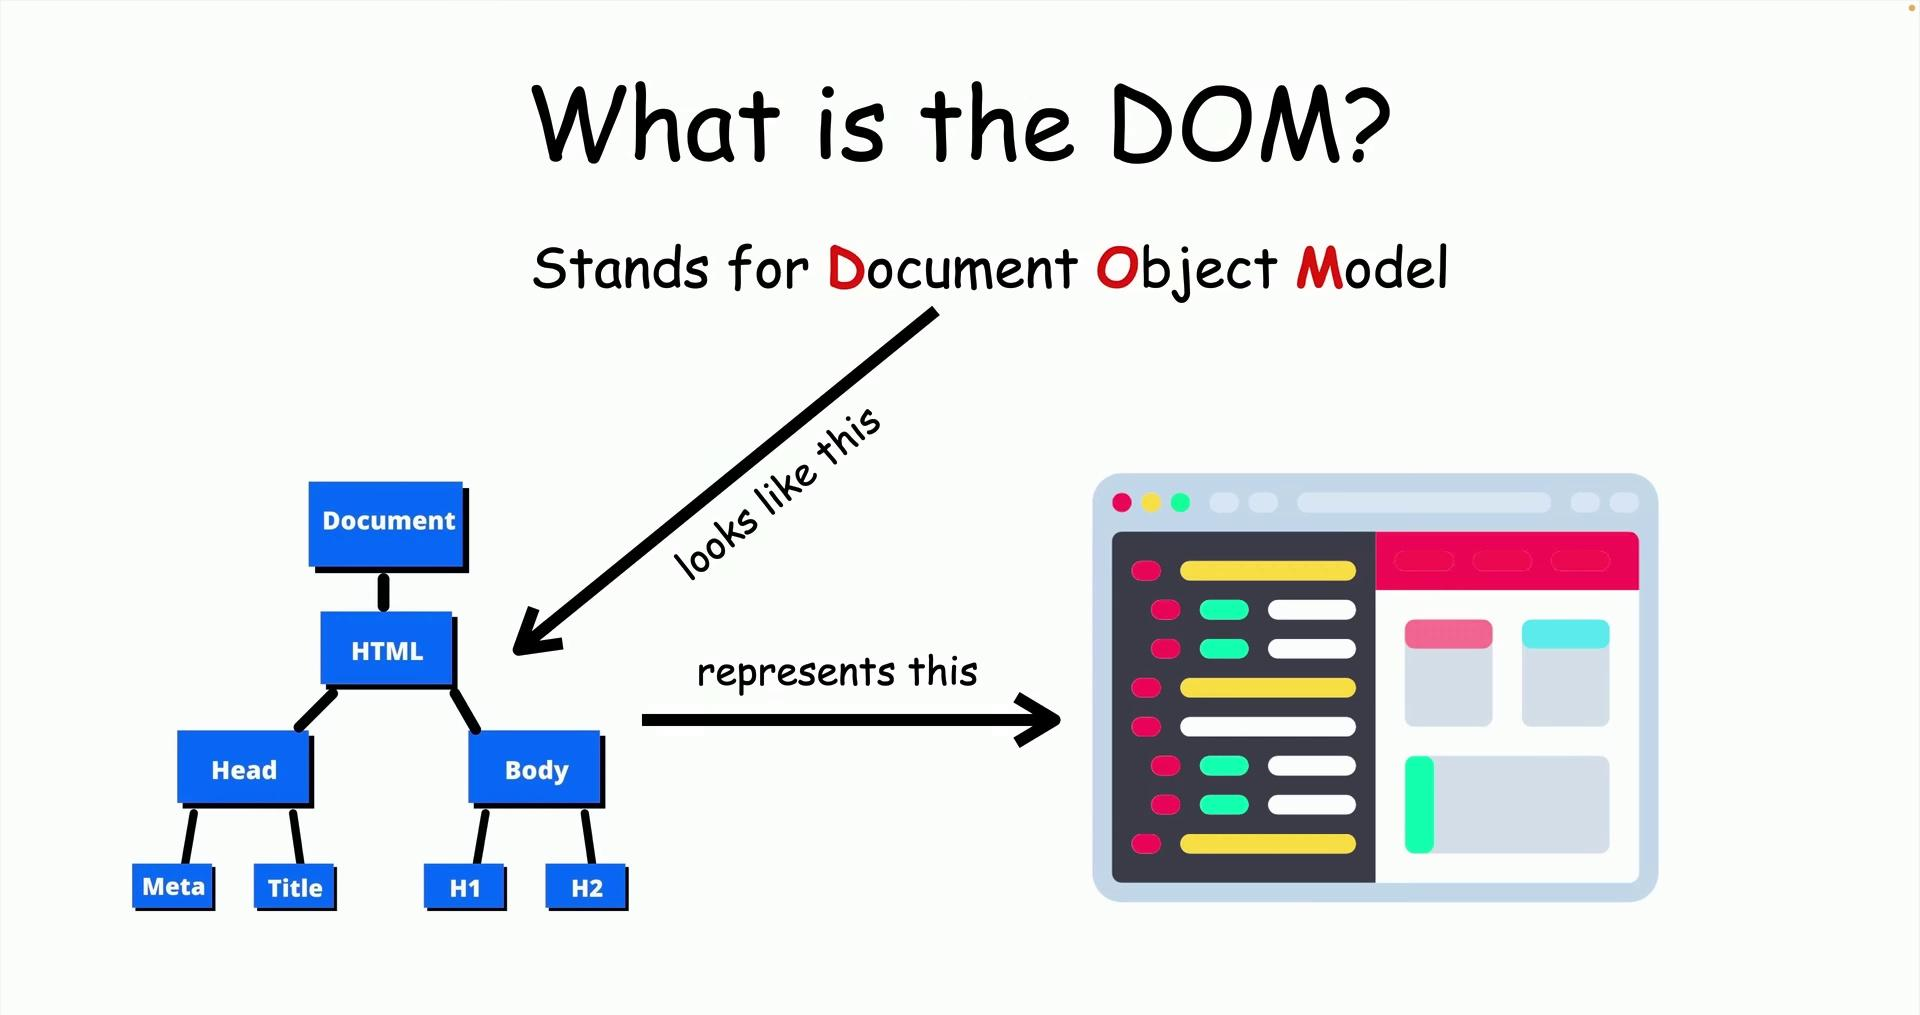 What is the DOM?
Stands for Document Object Model
looks like this
represents this
Document
HTML
Head
Body
Meta
Title
H1
H2